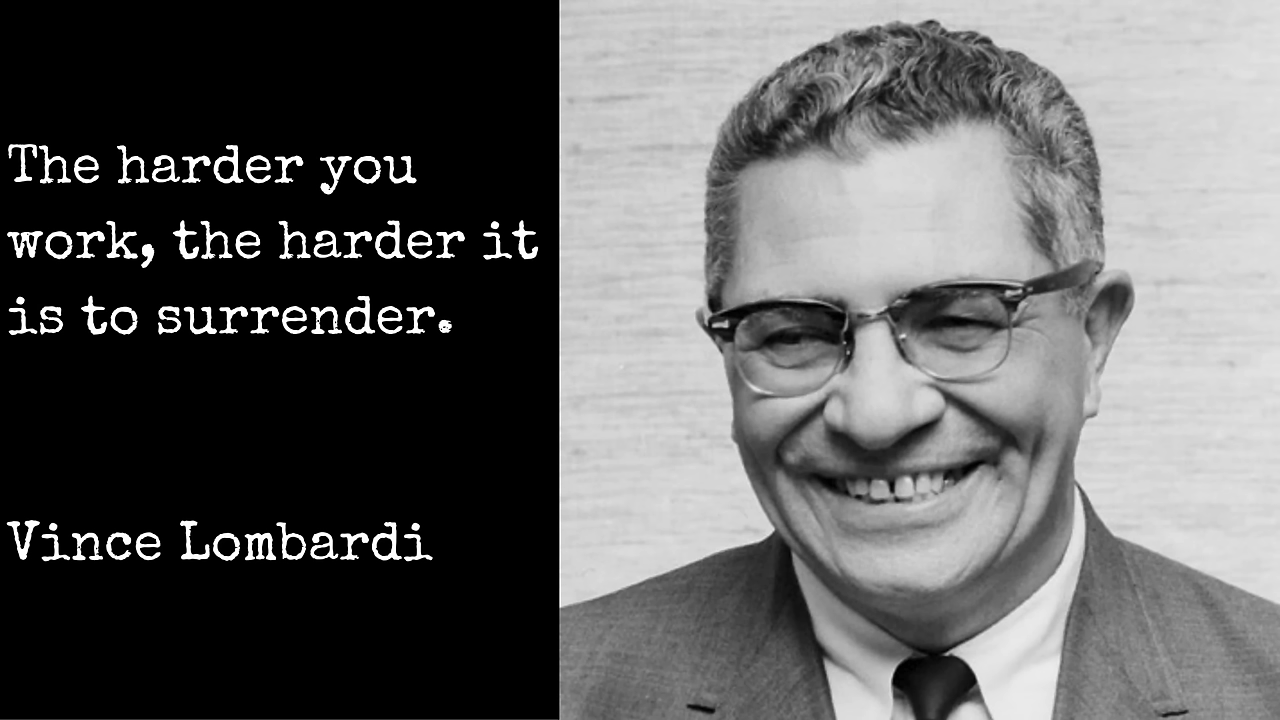 The harder you
work, the harder it
is to surrender.
Vince Lombardi